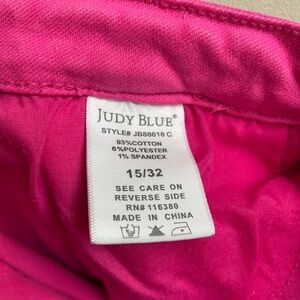 JUDY BLUE®
STYLE# JB88618 C
93%COTTON
6%POLYESTER
1% SPANDEX
15/32
SEE CARE ON
REVERSE SIDE
RN# 116380
MADE IN CHINA